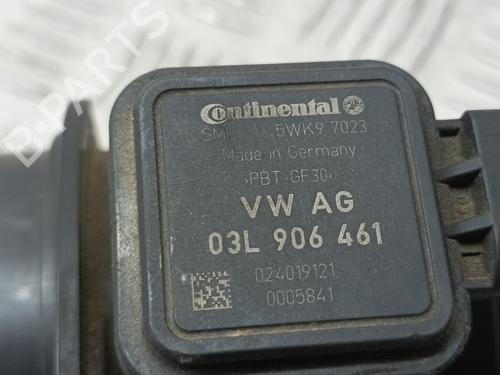 Continental
5WK9 7023
Made in Germany
>PBT-GF30<
VW AG
03L 906 461
024019121
0005841
B-Parts